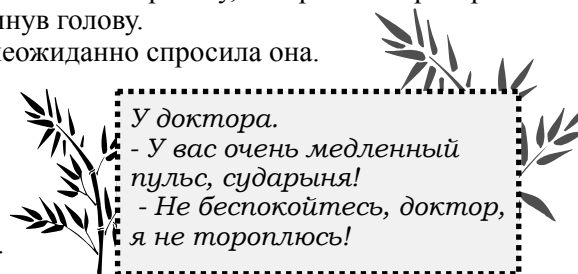 нув голову.
неожиданно спросила она.
У доктора.
- У вас очень медленный
пульс, сударыня!
- Не беспокойтесь, доктор,
я не тороплюсь!